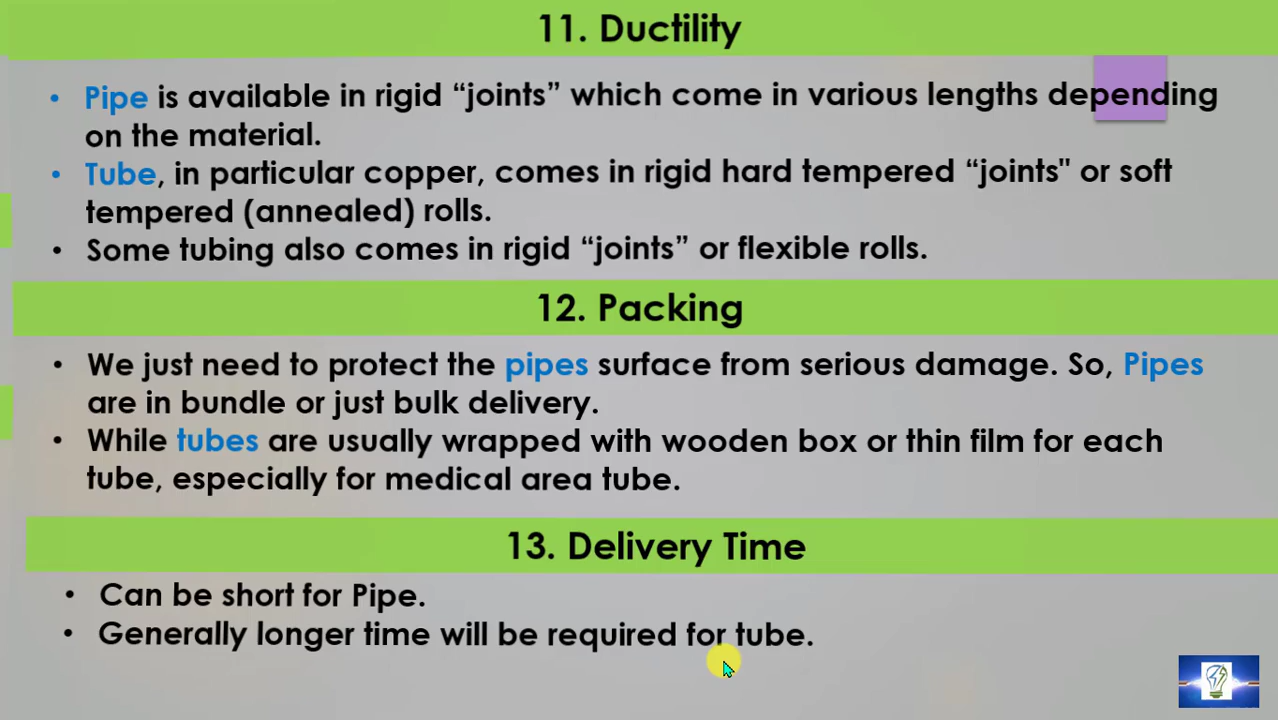 11. Ductility
• Pipe is available in rigid “joints” which come in various lengths depending
on the material.
• Tube, in particular copper, comes in rigid hard tempered “joints" or soft
tempered (annealed) rolls.
• Some tubing also comes in rigid “joints” or flexible rolls.
12. Packing
• We just need to protect the pipes surface from serious damage. So, Pipes
are in bundle or just bulk delivery.
• While tubes are usually wrapped with wooden box or thin film for each
tube, especially for medical area tube.
13. Delivery Time
• Can be short for Pipe.
• Generally longer time will be required for tube.